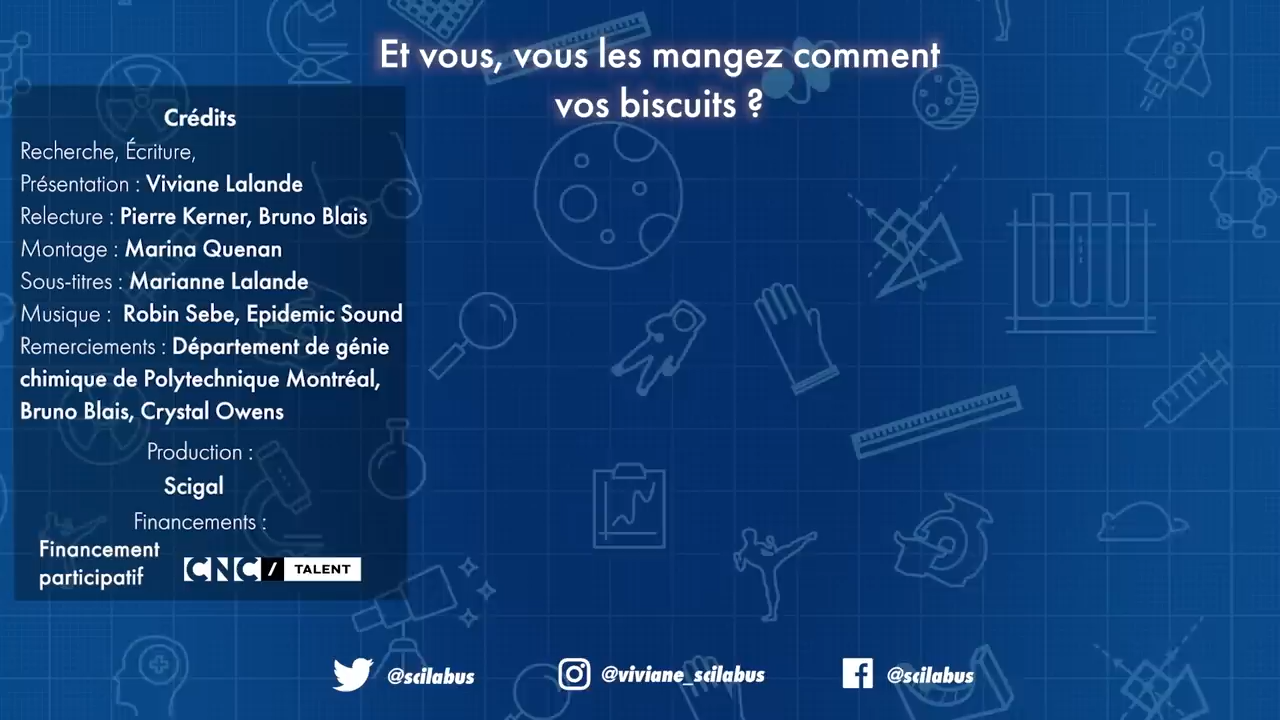 Et vous, vous les mangez comment
vos biscuits ?
Crédits
Recherche, Écriture,
Présentation : Viviane Lalande
Relecture : Pierre Kerner, Bruno Blais
Montage : Marina Quenan
Sous-titres : Marianne Lalande
Musique : Robin Sebe, Epidemic Sound
Remerciements : Département de génie
chimique de Polytechnique Montréal,
Bruno Blais, Crystal Owens
Production :
Scigal
Financements :
Financement
participatif
CNC / TALENT
@scilabus
@viviane_scilabus
@scilabus